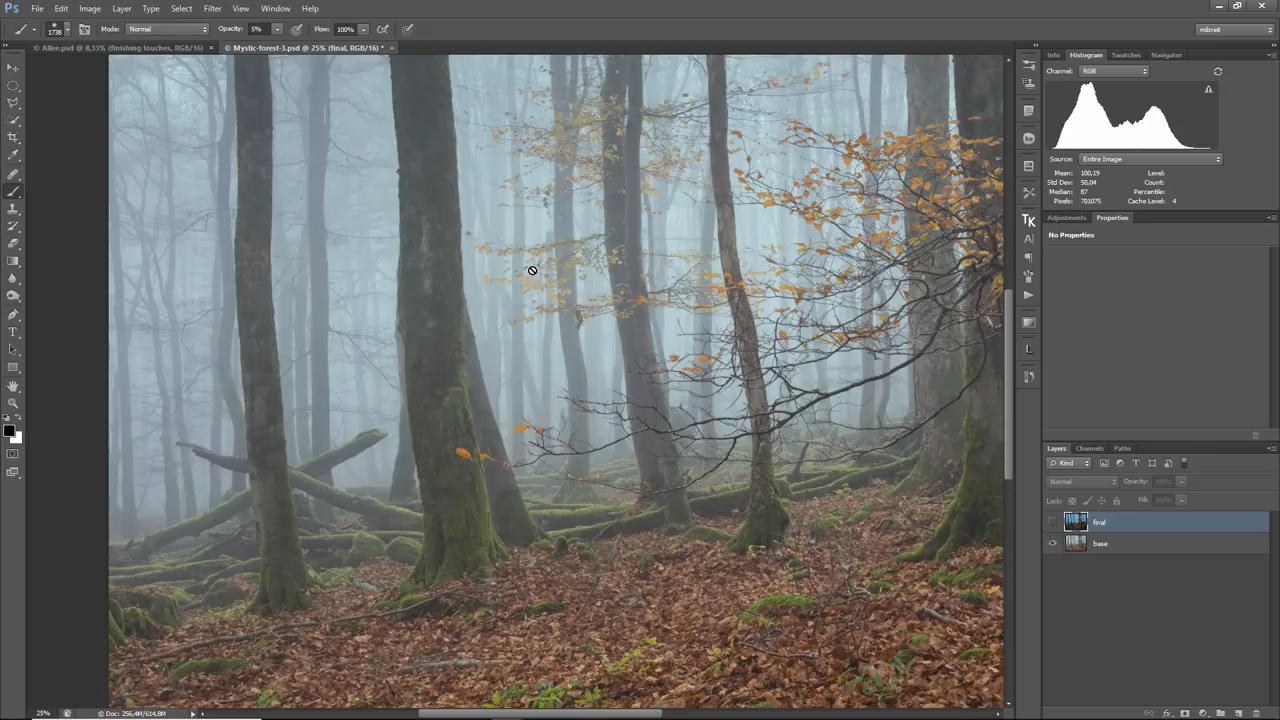 Ps File Edit Image Layer Type Select Filter 3D View Window Help
1738 Mode: Normal Opacity: 5% Flow: 100% mbreit
Allee.psd @ 8,33% (finishing touches, RGB/16) × Mystic-forest-3.psd @ 25% (final, RGB/16) * ×
Info Histogram Swatches Navigator
Channel: RGB
Source: Entire Image
Mean: 100,19 Level:
Std Dev: 50,04 Count:
Median: 87 Percentile:
Pixels: 701075 Cache Level: 4
Adjustments Properties
No Properties
TK
Layers Channels Paths
Kind
Normal Opacity: 100%
Lock: Fill: 100%
final
base
25% Doc: 256,4M/614,8M